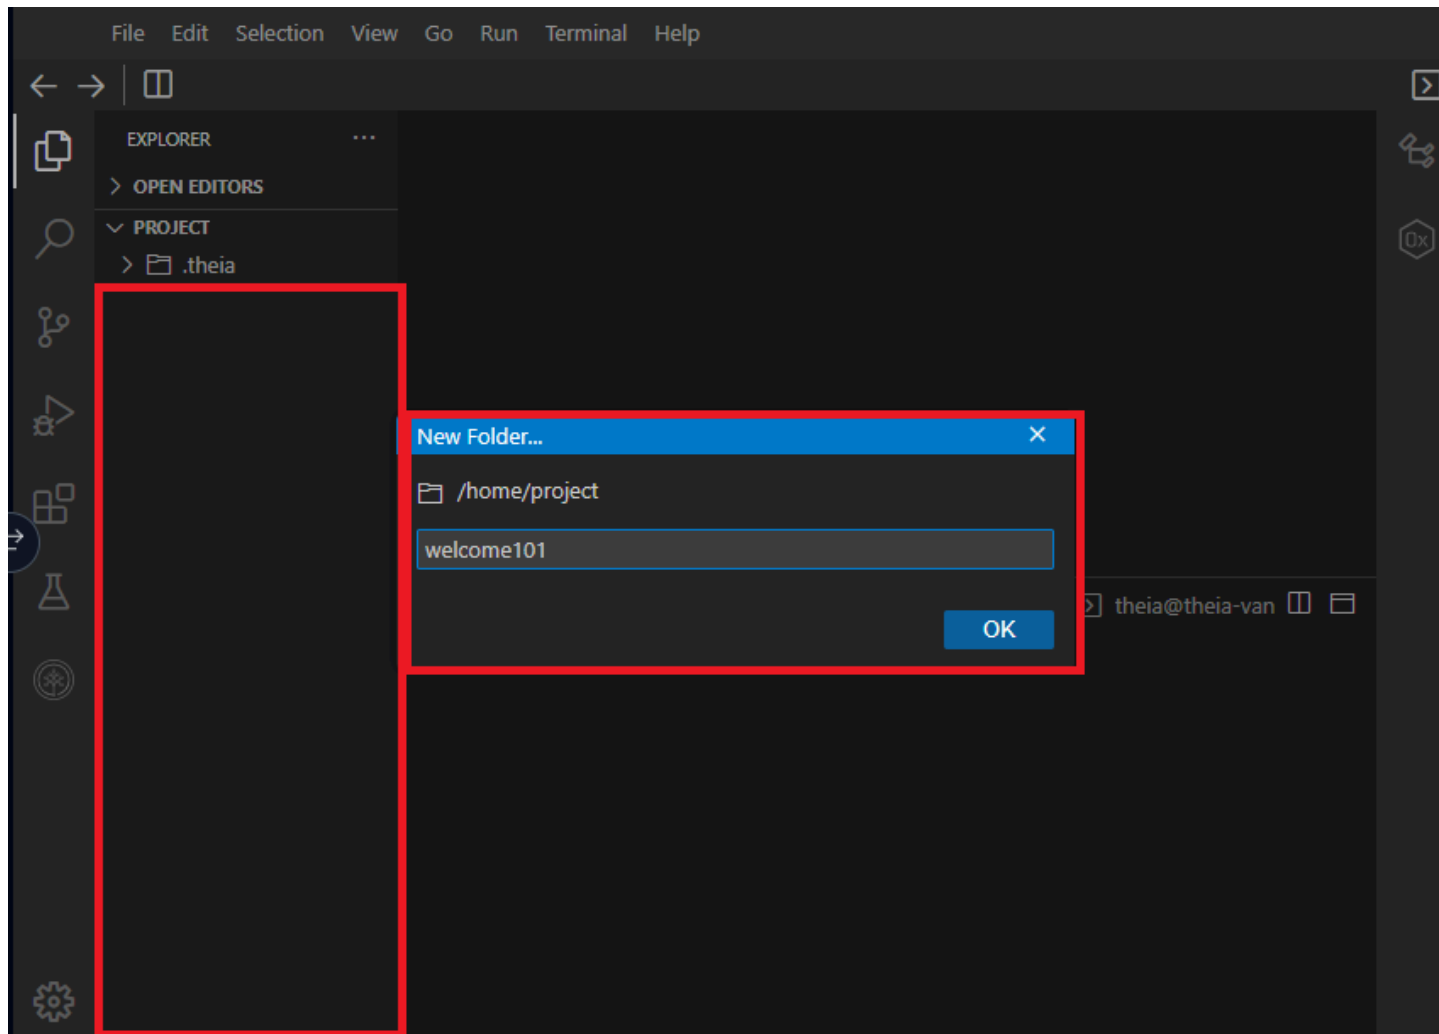 File Edit Selection View Go Run Terminal Help
EXPLORER
OPEN EDITORS
PROJECT
.theia
0x
New Folder...
/home/project
welcome101
OK
theia@theia-van